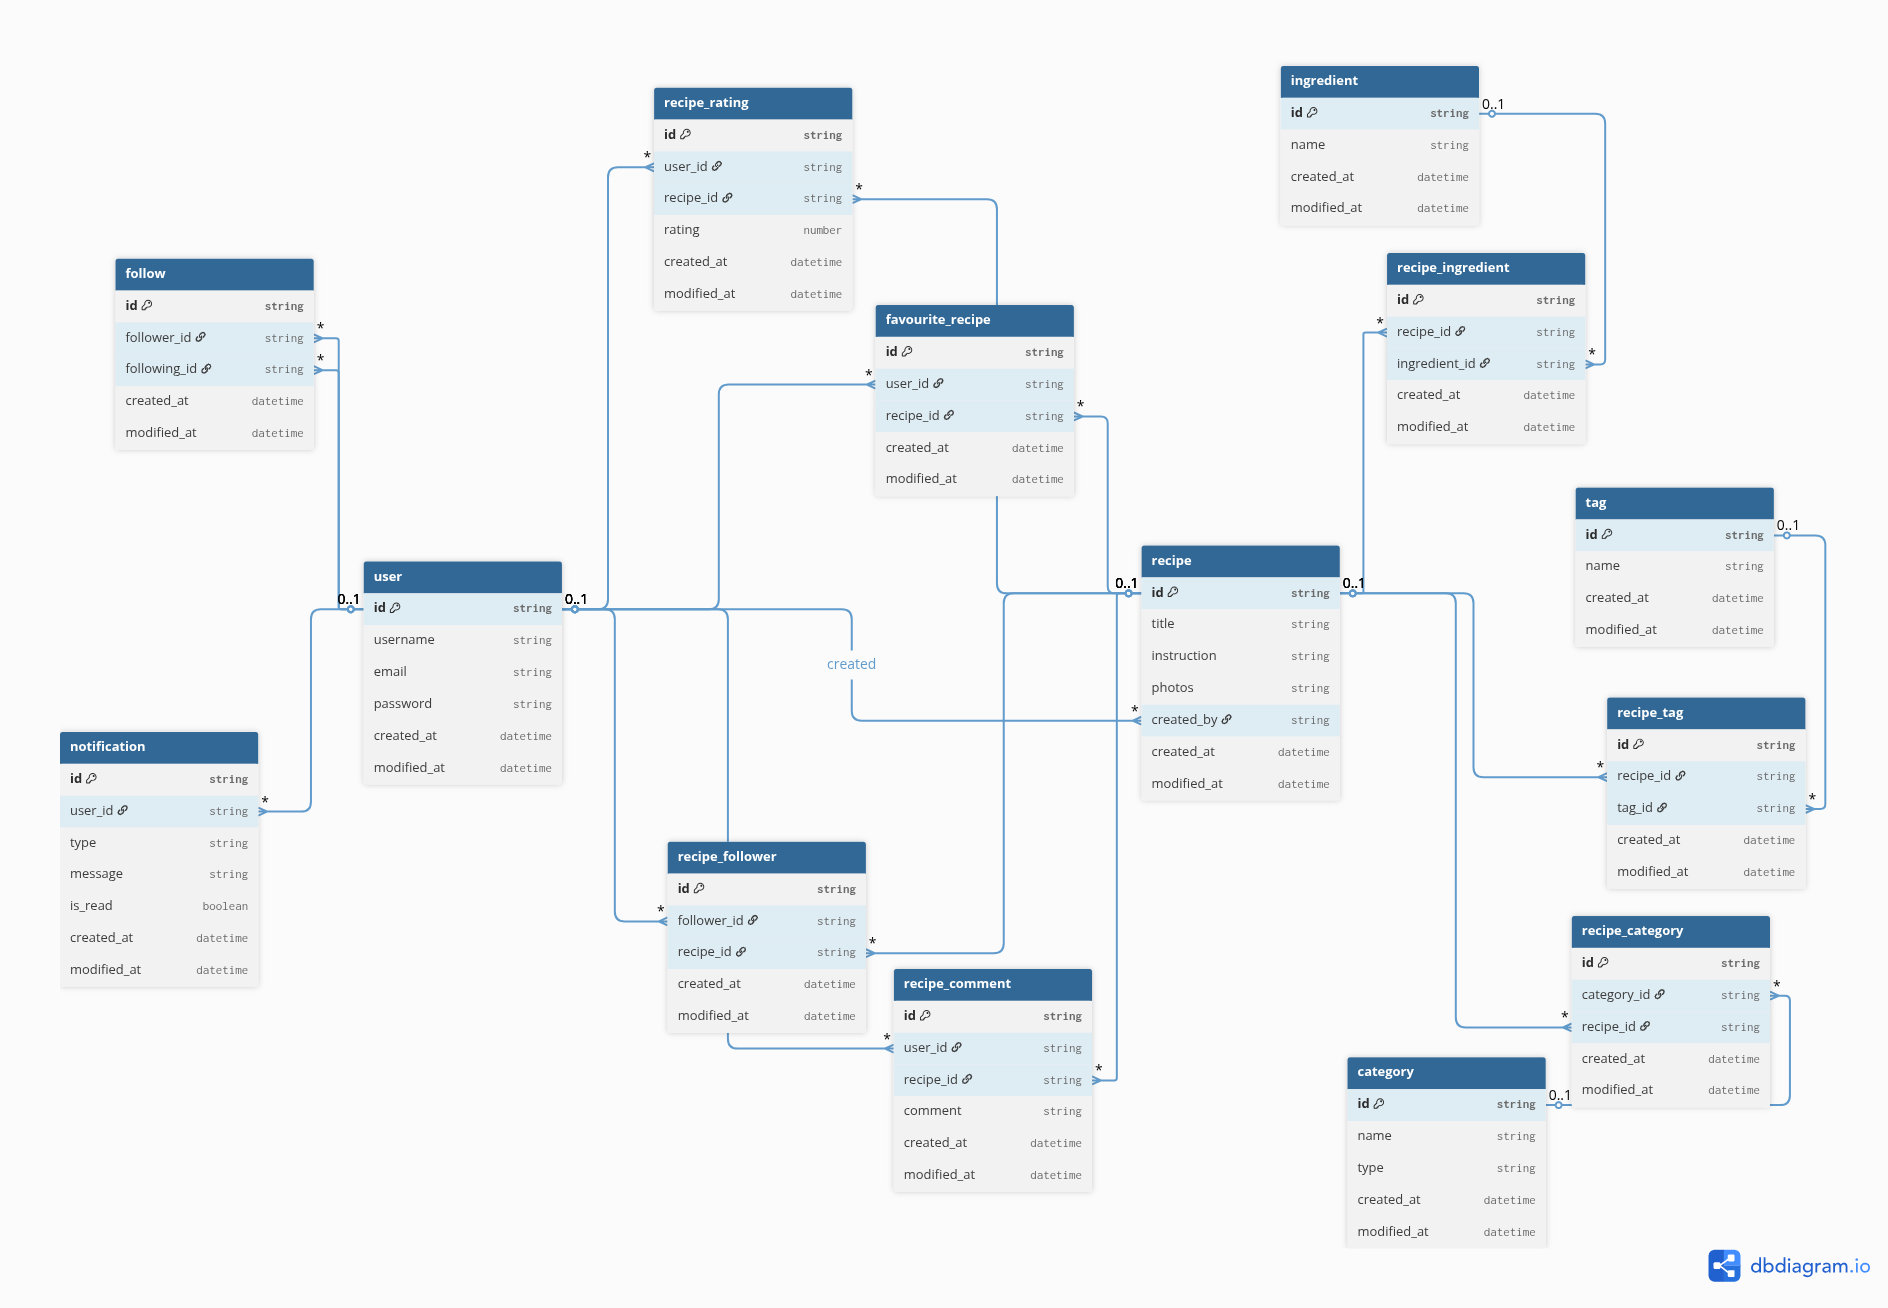 ingredient
id string
name string
created_at datetime
modified_at datetime
0..1
recipe_rating
id string
user_id string
recipe_id string
rating number
created_at datetime
modified_at datetime
*
*
follow
id string
follower_id string
following_id string
created_at datetime
modified_at datetime
*
*
recipe_ingredient
id string
recipe_id string
ingredient_id string
created_at datetime
modified_at datetime
*
*
favourite_recipe
id string
user_id string
recipe_id string
created_at datetime
modified_at datetime
*
*
tag
id string
name string
created_at datetime
modified_at datetime
0..1
user
id string
username string
email string
password string
created_at datetime
modified_at datetime
0..1
0..1
created
recipe
id string
title string
instruction string
photos string
created_by string
created_at datetime
modified_at datetime
0..1
0..1
*
recipe_tag
id string
recipe_id string
tag_id string
created_at datetime
modified_at datetime
*
*
notification
id string
user_id string
type string
message string
is_read boolean
created_at datetime
modified_at datetime
*
recipe_follower
id string
follower_id string
recipe_id string
created_at datetime
modified_at datetime
*
*
recipe_comment
id string
user_id string
recipe_id string
comment string
created_at datetime
modified_at datetime
*
*
recipe_category
id string
category_id string
recipe_id string
created_at datetime
modified_at datetime
*
*
category
id string
name string
type string
created_at datetime
modified_at datetime
0..1
dbdiagram.io